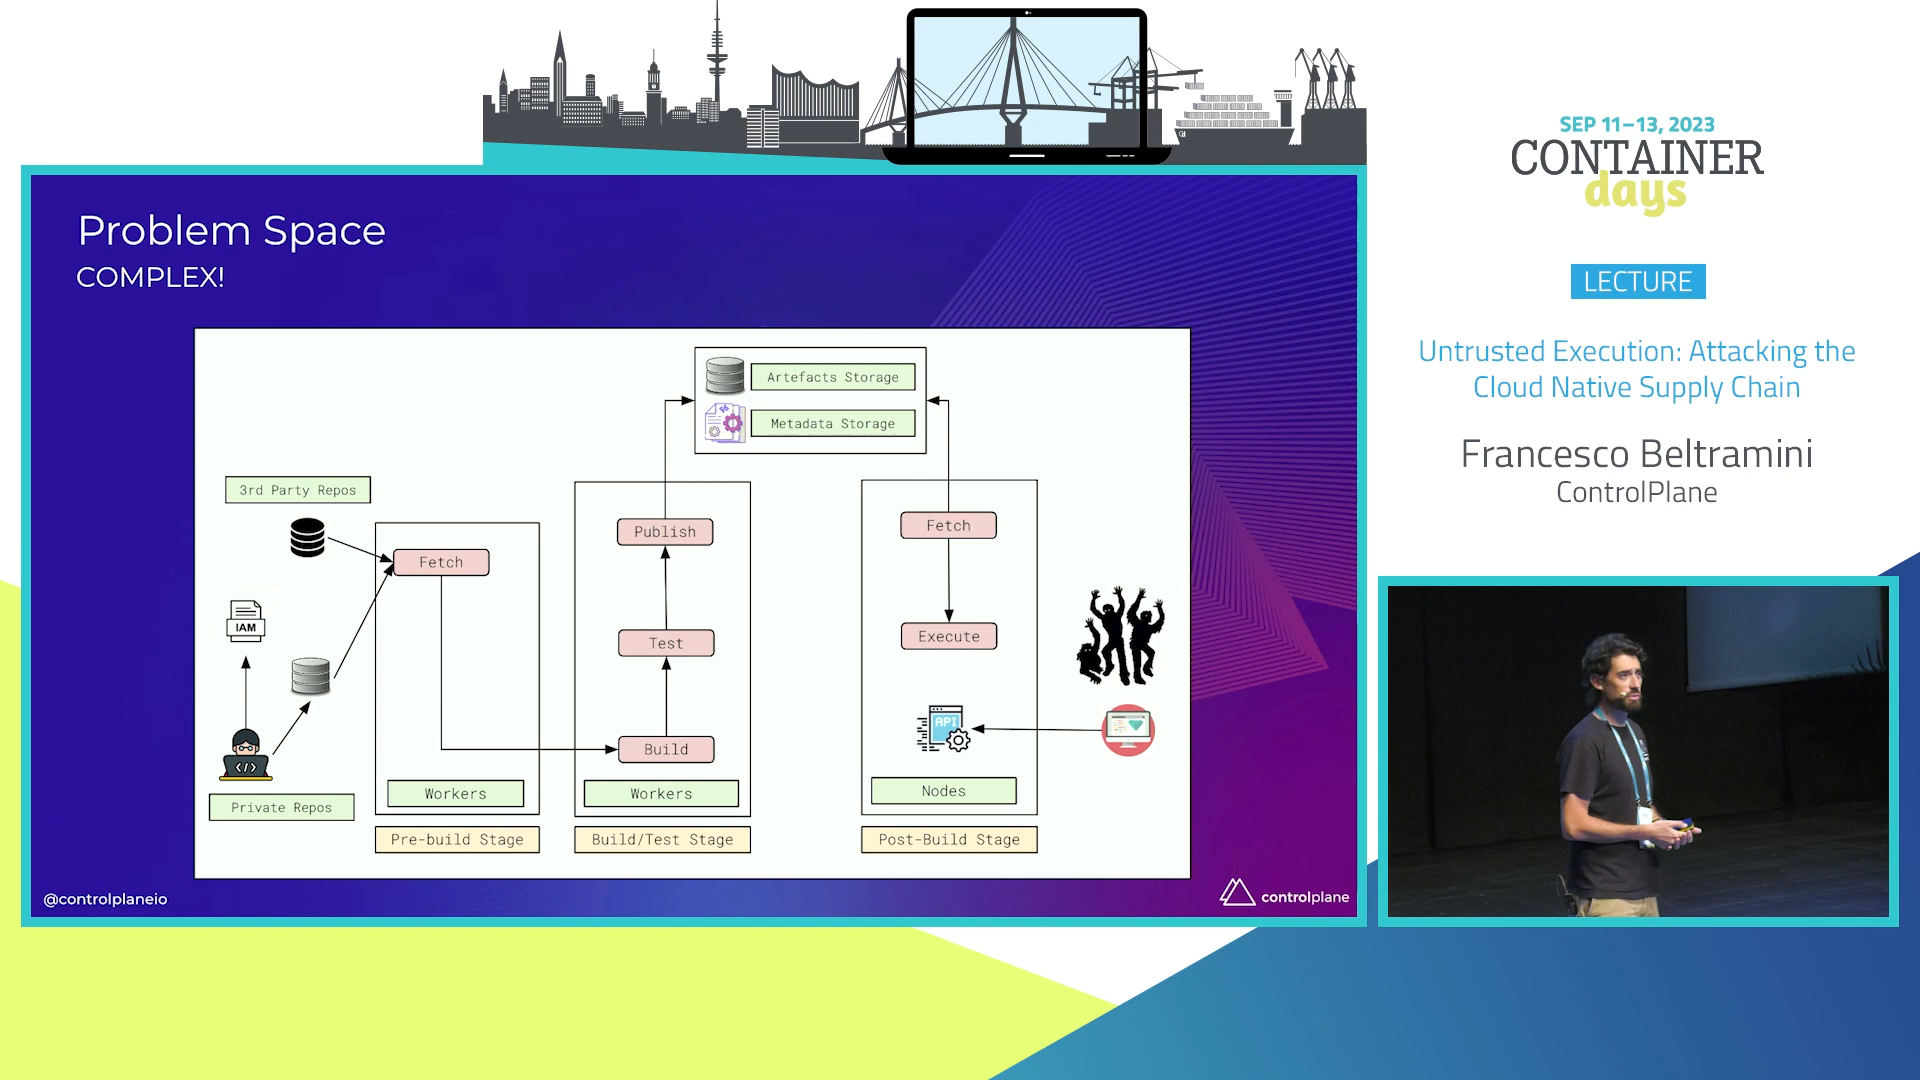 SEP 11–13, 2023
CONTAINER
days
LECTURE
Untrusted Execution: Attacking the
Cloud Native Supply Chain
Francesco Beltramini
ControlPlane
Problem Space
COMPLEX!
Artefacts Storage
Metadata Storage
3rd Party Repos
Fetch
IAM
</>
Private Repos
Workers
Pre-build Stage
Publish
Test
Build
Workers
Build/Test Stage
Fetch
Execute
API
Nodes
Post-Build Stage
@controlplaneio
controlplane